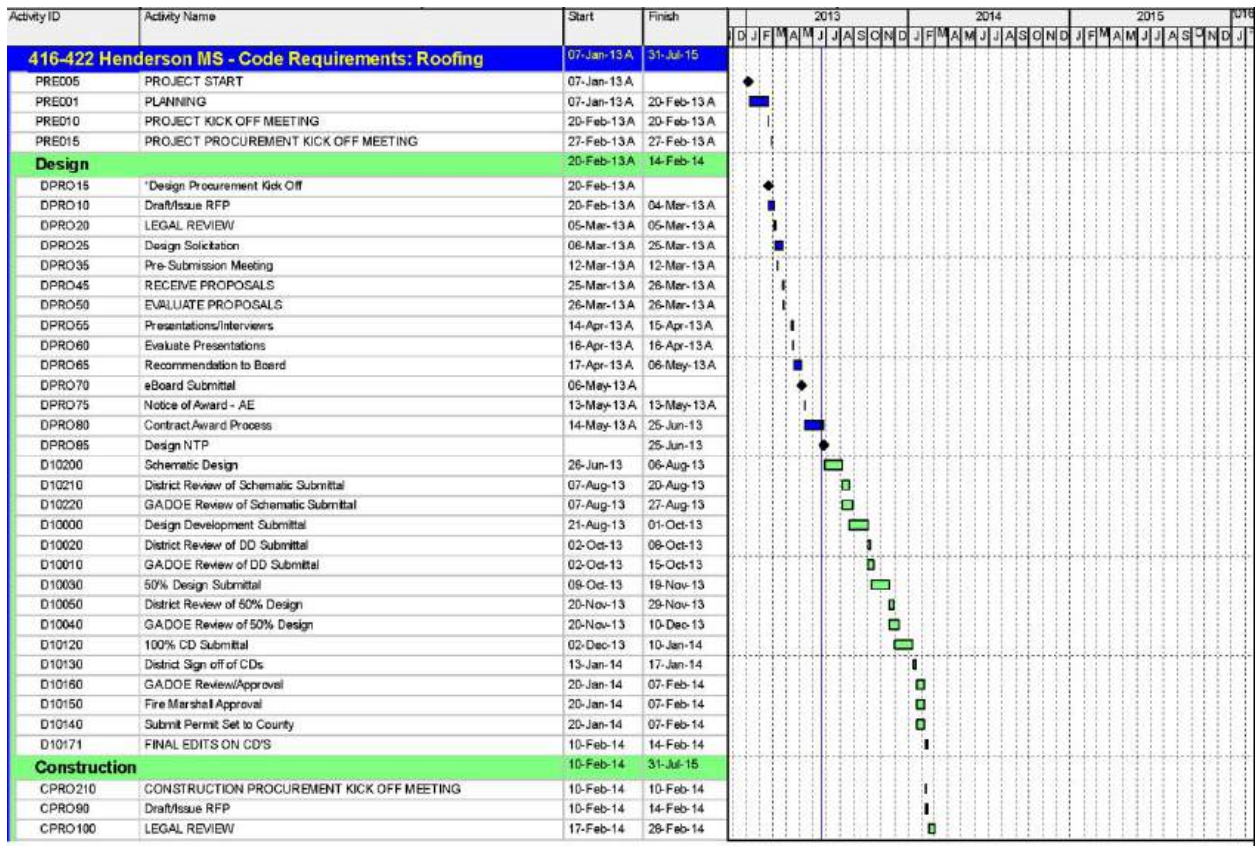 Activity ID Activity Name Start Finish 2013 2014 2015
D J F M A M J J A S O N D J F M A M J J A S O N D J F M A M J J A S O N D J
416-422 Henderson MS - Code Requirements: Roofing 07-Jan-13 A 31-Jul-15
PRE005 PROJECT START 07-Jan-13 A
PRE001 PLANNING 07-Jan-13 A 20-Feb-13 A
PRE010 PROJECT KICK OFF MEETING 20-Feb-13 A 20-Feb-13 A
PRE015 PROJECT PROCUREMENT KICK OFF MEETING 27-Feb-13 A 27-Feb-13 A
Design 20-Feb-13 A 14-Feb-14
DPRO15 *Design Procurement Kick Off 20-Feb-13 A
DPRO10 Draft/Issue RFP 20-Feb-13 A 04-Mar-13 A
DPRO20 LEGAL REVIEW 05-Mar-13 A 05-Mar-13 A
DPRO25 Design Solicitation 06-Mar-13 A 25-Mar-13 A
DPRO35 Pre-Submission Meeting 12-Mar-13 A 12-Mar-13 A
DPRO45 RECEIVE PROPOSALS 25-Mar-13 A 26-Mar-13 A
DPRO50 EVALUATE PROPOSALS 26-Mar-13 A 26-Mar-13 A
DPRO55 Presentations/Interviews 14-Apr-13 A 15-Apr-13 A
DPRO60 Evaluate Presentations 16-Apr-13 A 16-Apr-13 A
DPRO65 Recommendation to Board 17-Apr-13 A 06-May-13 A
DPRO70 eBoard Submittal 06-May-13 A
DPRO75 Notice of Award - AE 13-May-13 A 13-May-13 A
DPRO80 Contract Award Process 14-May-13 A 25-Jun-13
DPRO85 Design NTP 25-Jun-13
D10200 Schematic Design 26-Jun-13 06-Aug-13
D10210 District Review of Schematic Submittal 07-Aug-13 20-Aug-13
D10220 GADOE Review of Schematic Submittal 07-Aug-13 27-Aug-13
D10000 Design Development Submittal 21-Aug-13 01-Oct-13
D10020 District Review of DD Submittal 02-Oct-13 08-Oct-13
D10010 GADOE Review of DD Submittal 02-Oct-13 15-Oct-13
D10030 50% Design Submittal 09-Oct-13 19-Nov-13
D10050 District Review of 50% Design 20-Nov-13 29-Nov-13
D10040 GADOE Review of 50% Design 20-Nov-13 10-Dec-13
D10120 100% CD Submittal 02-Dec-13 10-Jan-14
D10130 District Sign off of CDs 13-Jan-14 17-Jan-14
D10160 GADOE Review/Approval 20-Jan-14 07-Feb-14
D10150 Fire Marshal Approval 20-Jan-14 07-Feb-14
D10140 Submit Permit Set to County 20-Jan-14 07-Feb-14
D10171 FINAL EDITS ON CD'S 10-Feb-14 14-Feb-14
Construction 10-Feb-14 31-Jul-15
CPRO210 CONSTRUCTION PROCUREMENT KICK OFF MEETING 10-Feb-14 10-Feb-14
CPRO90 Draft/Issue RFP 10-Feb-14 14-Feb-14
CPRO100 LEGAL REVIEW 17-Feb-14 28-Feb-14